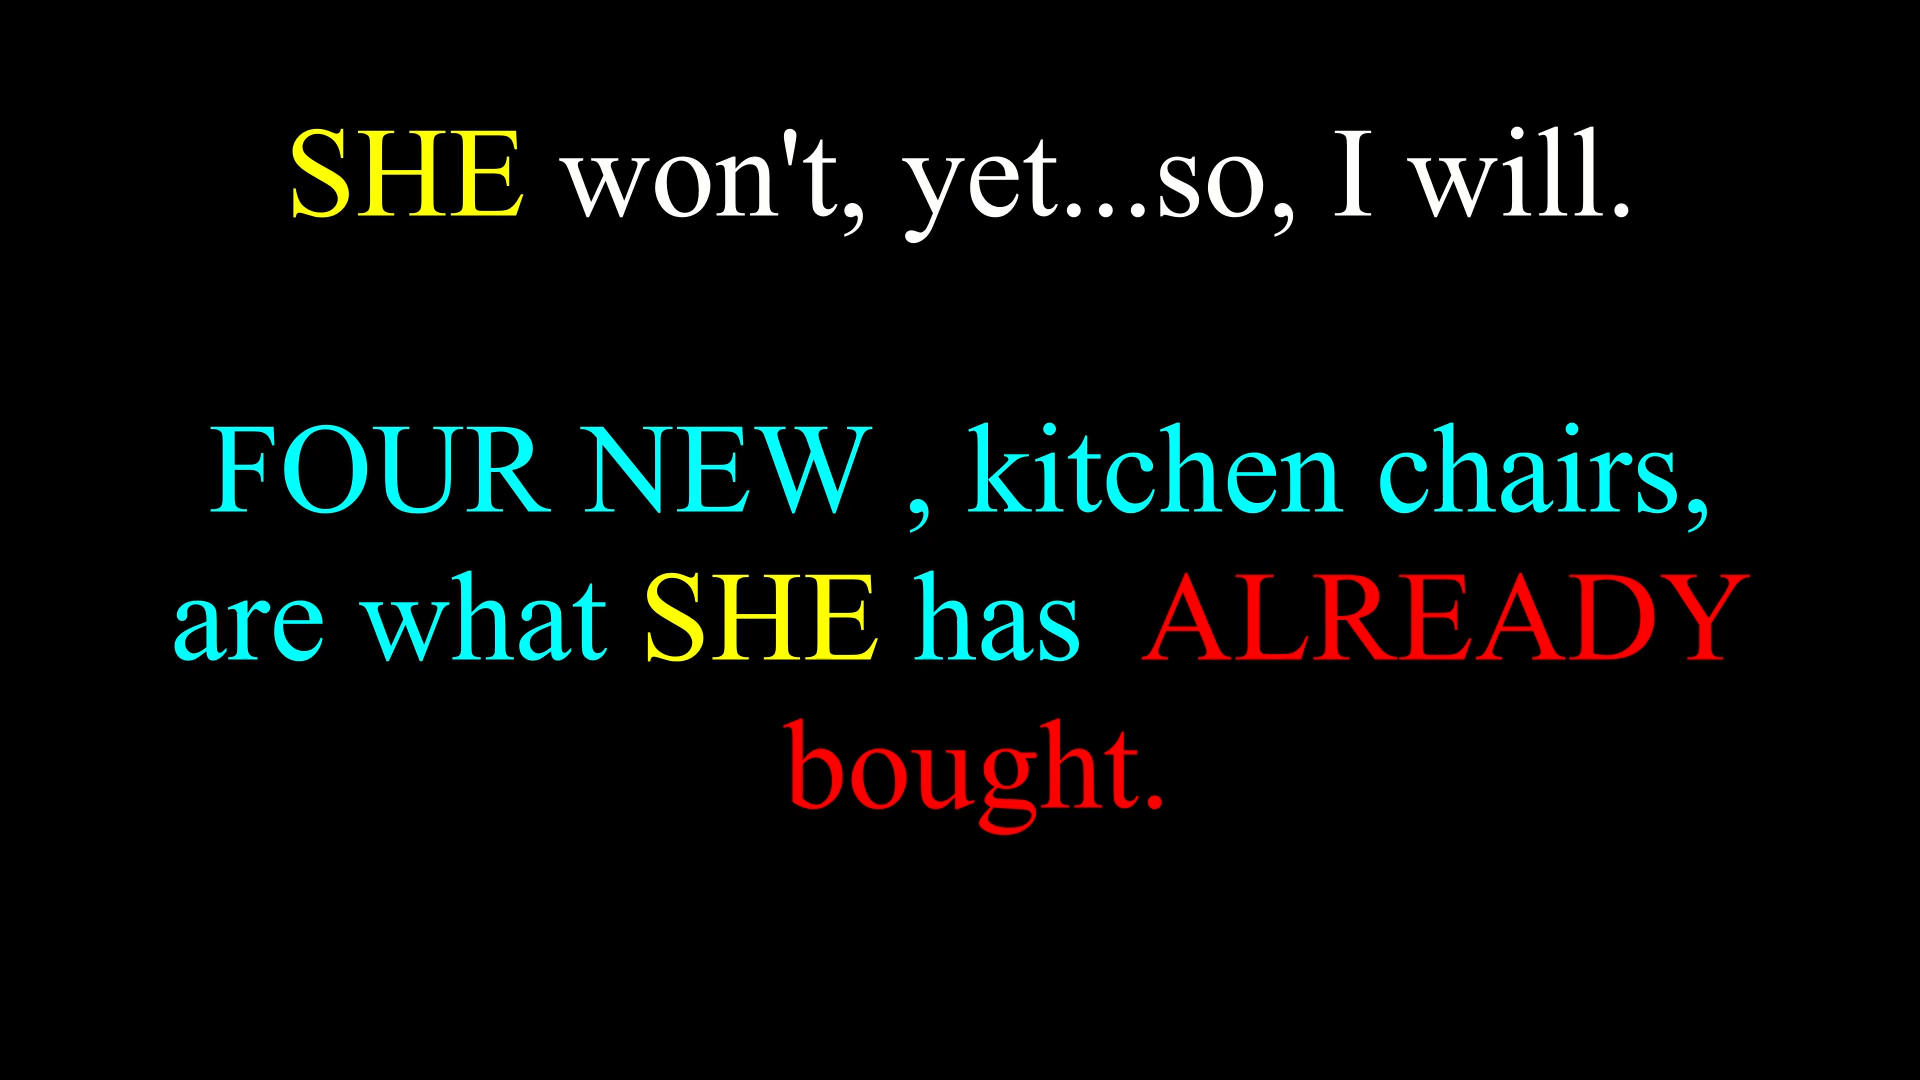 SHE won't, yet...so, I will.
FOUR NEW , kitchen chairs,
are what SHE has  ALREADY
bought.